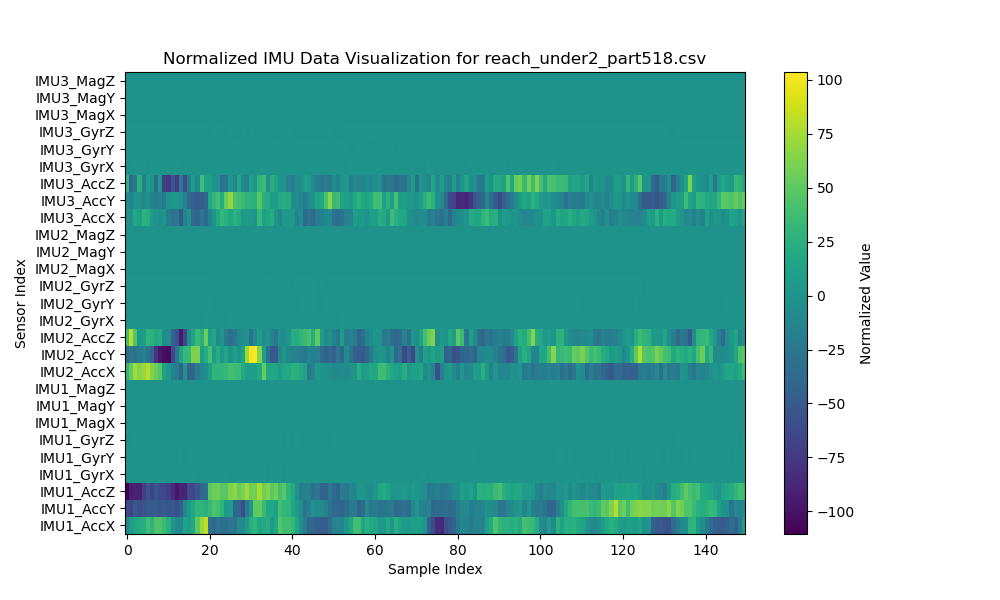 Normalized IMU Data Visualization for reach_under2_part518.csv
IMU3_MagZ
IMU3_MagY
IMU3_MagX
IMU3_GyrZ
IMU3_GyrY
IMU3_GyrX
IMU3_AccZ
IMU3_AccY
IMU3_AccX
IMU2_MagZ
IMU2_MagY
IMU2_MagX
IMU2_GyrZ
IMU2_GyrY
IMU2_GyrX
IMU2_AccZ
IMU2_AccY
IMU2_AccX
IMU1_MagZ
IMU1_MagY
IMU1_MagX
IMU1_GyrZ
IMU1_GyrY
IMU1_GyrX
IMU1_AccZ
IMU1_AccY
IMU1_AccX
Sensor Index
0 20 40 60 80 100 120 140
Sample Index
100
75
50
25
0
−25
−50
−75
−100
Normalized Value